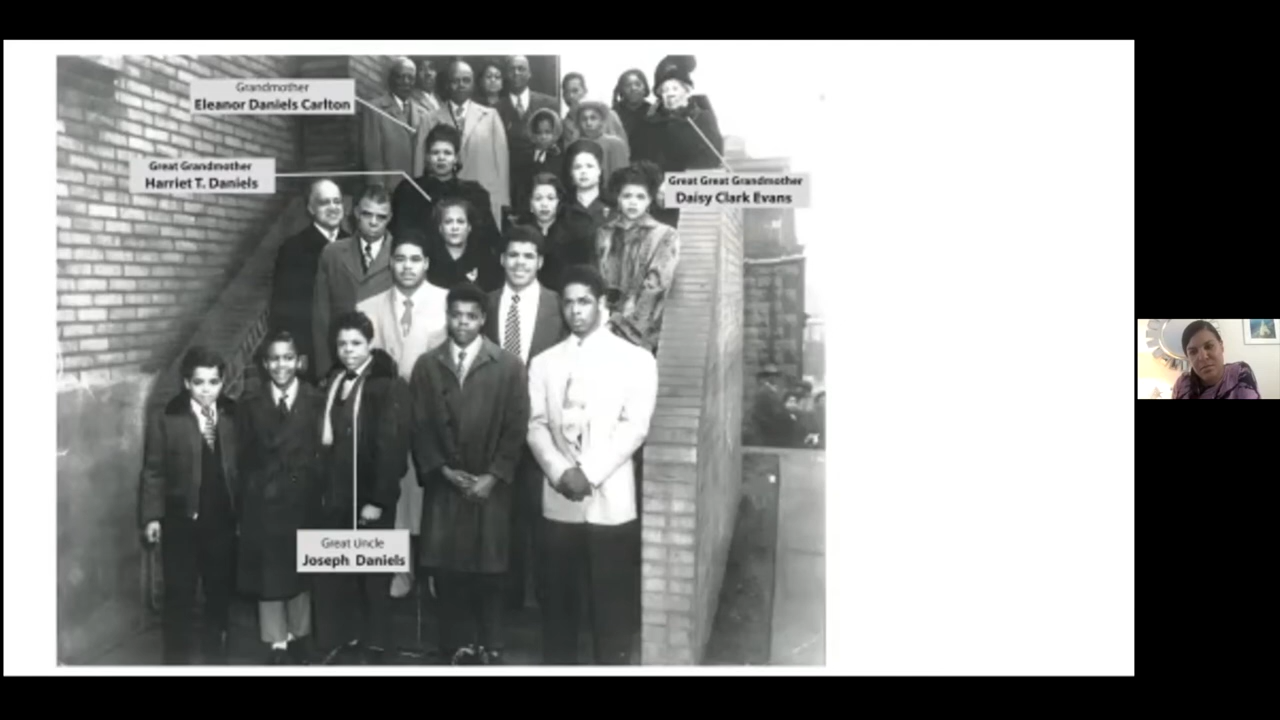 Grandmother
Eleanor Daniels Carlton
Great Grandmother
Harriet T. Daniels
Great Great Grandmother
Daisy Clark Evans
Great Uncle
Joseph Daniels